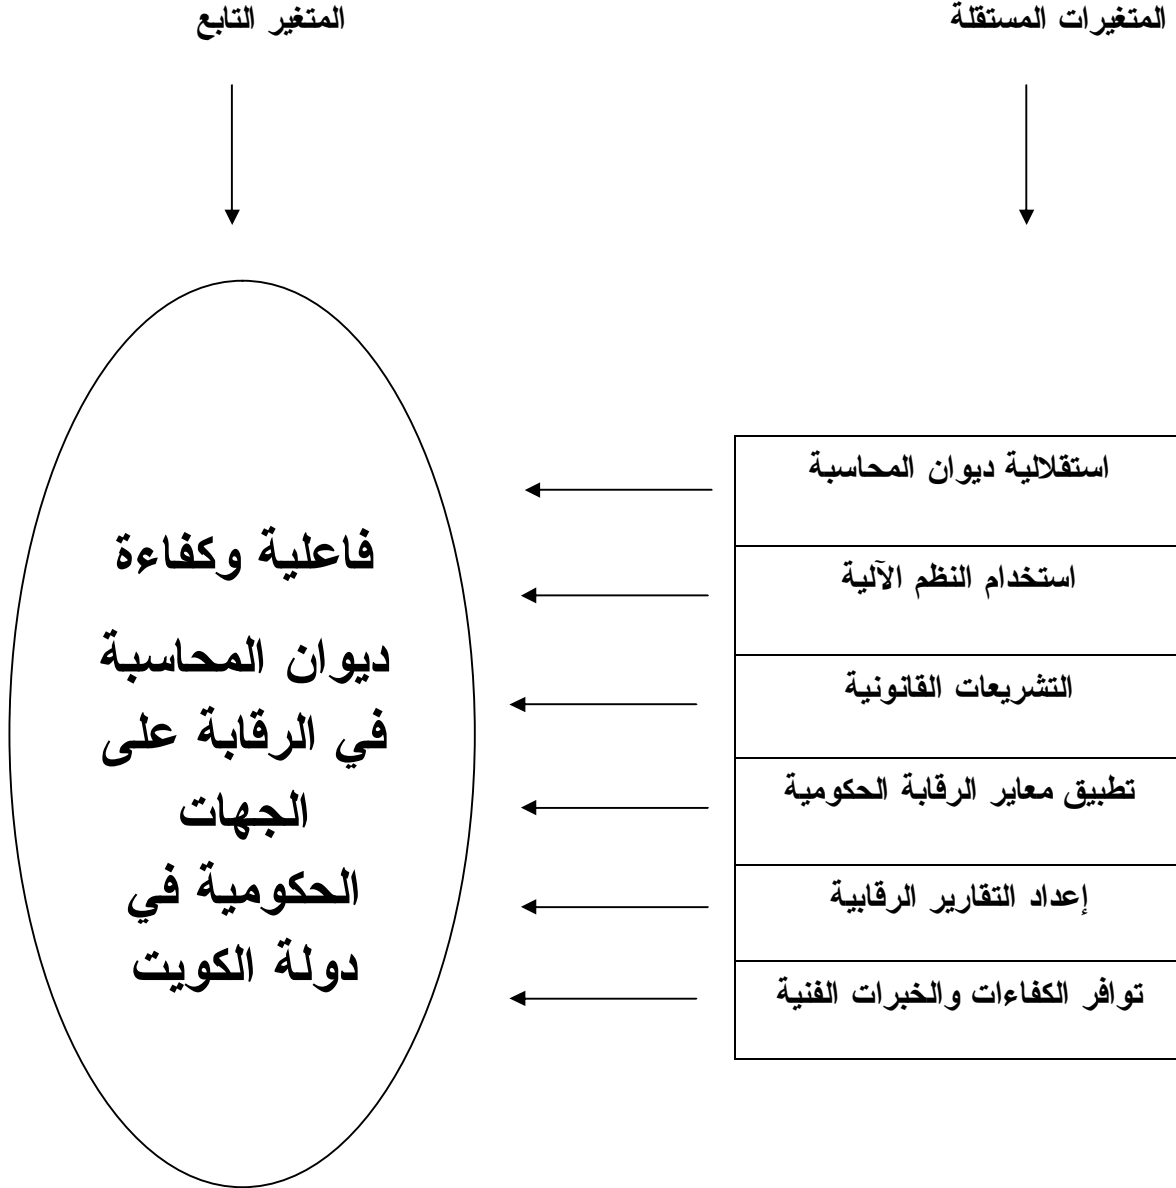 المتغيرات المستقلة
المتغير التابع
استقلالية ديوان المحاسبة
استخدام النظم الآلية
التشريعات القانونية
تطبيق معاير الرقابة الحكومية
إعداد التقارير الرقابية
توافر الكفاءات والخبرات الفنية
فاعلية وكفاءة
ديوان المحاسبة
في الرقابة على
الجهات
الحكومية في
دولة الكويت